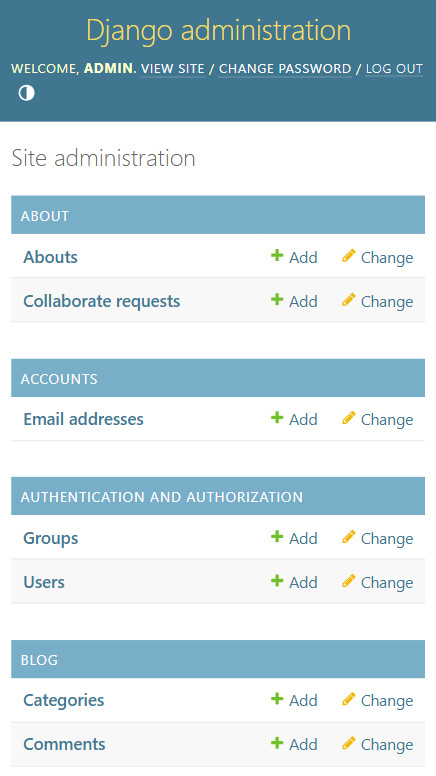 Django administration
WELCOME, ADMIN. VIEW SITE / CHANGE PASSWORD / LOG OUT
Site administration
ABOUT
Abouts Add Change
Collaborate requests Add Change
ACCOUNTS
Email addresses Add Change
AUTHENTICATION AND AUTHORIZATION
Groups Add Change
Users Add Change
BLOG
Categories Add Change
Comments Add Change